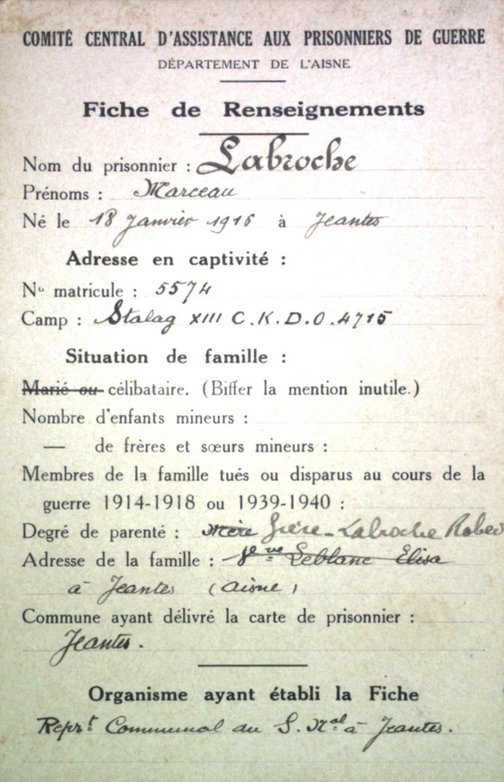 COMITÉ CENTRAL D'ASSISTANCE AUX PRISONNIERS DE GUERRE
DÉPARTEMENT DE L'AISNE
Fiche de Renseignements
Nom du prisonnier : Labroche
Prénoms : Marceau
Né le 18 Janvier 1916 à Jeantes
Adresse en captivité :
No matricule : 5574
Camp : Stalag XIII C. K. D. O. 4715
Situation de famille :
Marié ou célibataire. (Biffer la mention inutile.)
Nombre d'enfants mineurs :
— de frères et sœurs mineurs :
Membres de la famille tués ou disparus au cours de la
guerre 1914-1918 ou 1939-1940 :
Degré de parenté : Mère frère - Labroche
Adresse de la famille : Leblanc Elisa
à Jeantes (Aisne)
Commune ayant délivré la carte de prisonnier :
Jeantes.
Organisme ayant établi la Fiche
Reprt Communal du S. Nal à Jeantes.